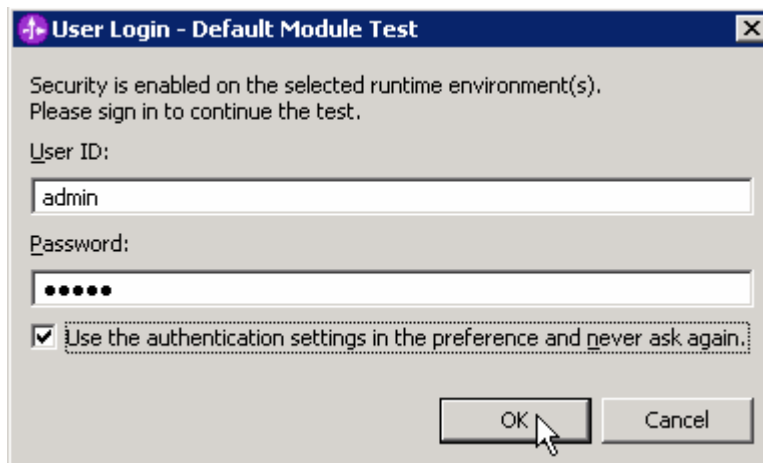 User Login - Default Module Test
Security is enabled on the selected runtime environment(s).
Please sign in to continue the test.
User ID:
admin
Password:
●●●●●
Use the authentication settings in the preference and never ask again.
OK Cancel